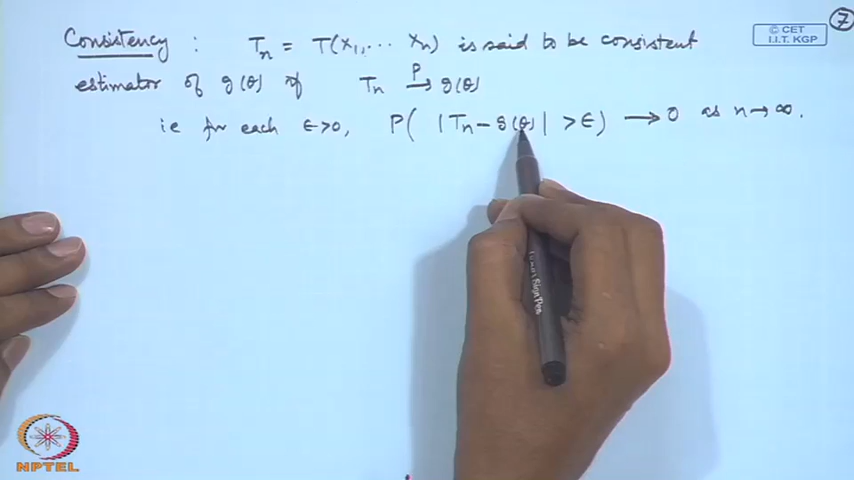 7
© CET
I.I.T. KGP
Consistency : Tn = T(X1, ... Xn) is said to be consistent
estimator of g(θ) if Tn →P g(θ)
i.e for each ϵ>0, P( |Tn − g(θ)| > ϵ) → 0 as n→∞.
NPTEL